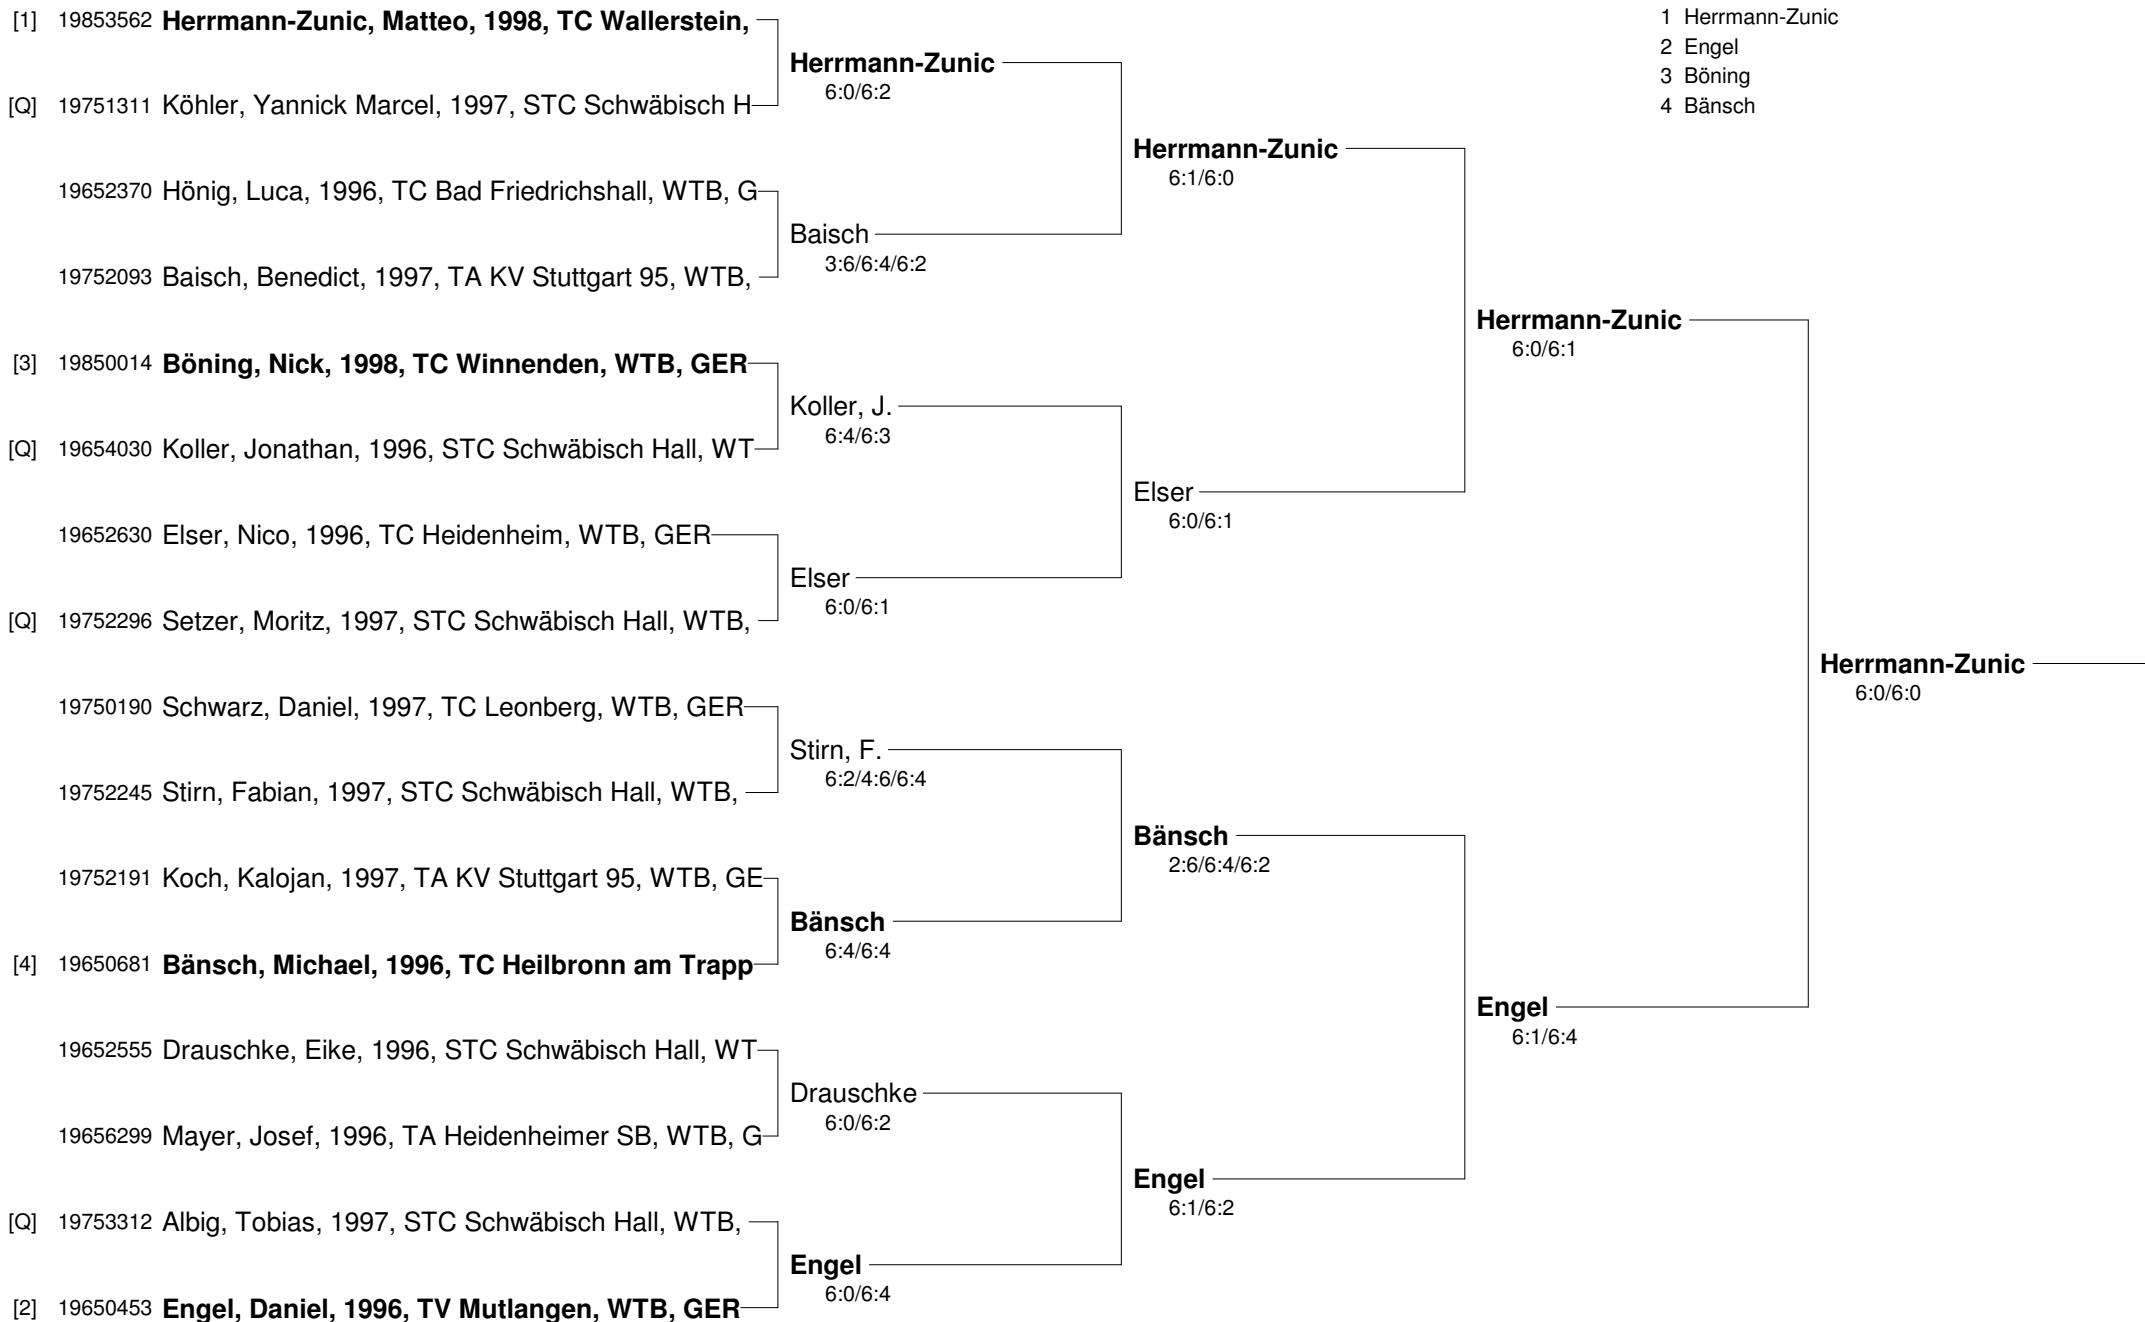 [1] 19853562 Herrmann-Zunic, Matteo, 1998, TC Wallerstein,
[Q] 19751311 Köhler, Yannick Marcel, 1997, STC Schwäbisch H
19652370 Hönig, Luca, 1996, TC Bad Friedrichshall, WTB, G
19752093 Baisch, Benedict, 1997, TA KV Stuttgart 95, WTB,
[3] 19850014 Böning, Nick, 1998, TC Winnenden, WTB, GER
[Q] 19654030 Koller, Jonathan, 1996, STC Schwäbisch Hall, WT
19652630 Elser, Nico, 1996, TC Heidenheim, WTB, GER
[Q] 19752296 Setzer, Moritz, 1997, STC Schwäbisch Hall, WTB,
19750190 Schwarz, Daniel, 1997, TC Leonberg, WTB, GER
19752245 Stirn, Fabian, 1997, STC Schwäbisch Hall, WTB,
19752191 Koch, Kalojan, 1997, TA KV Stuttgart 95, WTB, GE
[4] 19650681 Bänsch, Michael, 1996, TC Heilbronn am Trapp
19652555 Drauschke, Eike, 1996, STC Schwäbisch Hall, WT
19656299 Mayer, Josef, 1996, TA Heidenheimer SB, WTB, G
[Q] 19753312 Albig, Tobias, 1997, STC Schwäbisch Hall, WTB,
[2] 19650453 Engel, Daniel, 1996, TV Mutlangen, WTB, GER
Herrmann-Zunic
6:0/6:2
Baisch
3:6/6:4/6:2
Koller, J.
6:4/6:3
Elser
6:0/6:1
Stirn, F.
6:2/4:6/6:4
Bänsch
6:4/6:4
Drauschke
6:0/6:2
Engel
6:0/6:4
Herrmann-Zunic
6:1/6:0
Elser
6:0/6:1
Bänsch
2:6/6:4/6:2
Engel
6:1/6:2
Herrmann-Zunic
6:0/6:1
Engel
6:1/6:4
Herrmann-Zunic
6:0/6:0
1 Herrmann-Zunic
2 Engel
3 Böning
4 Bänsch